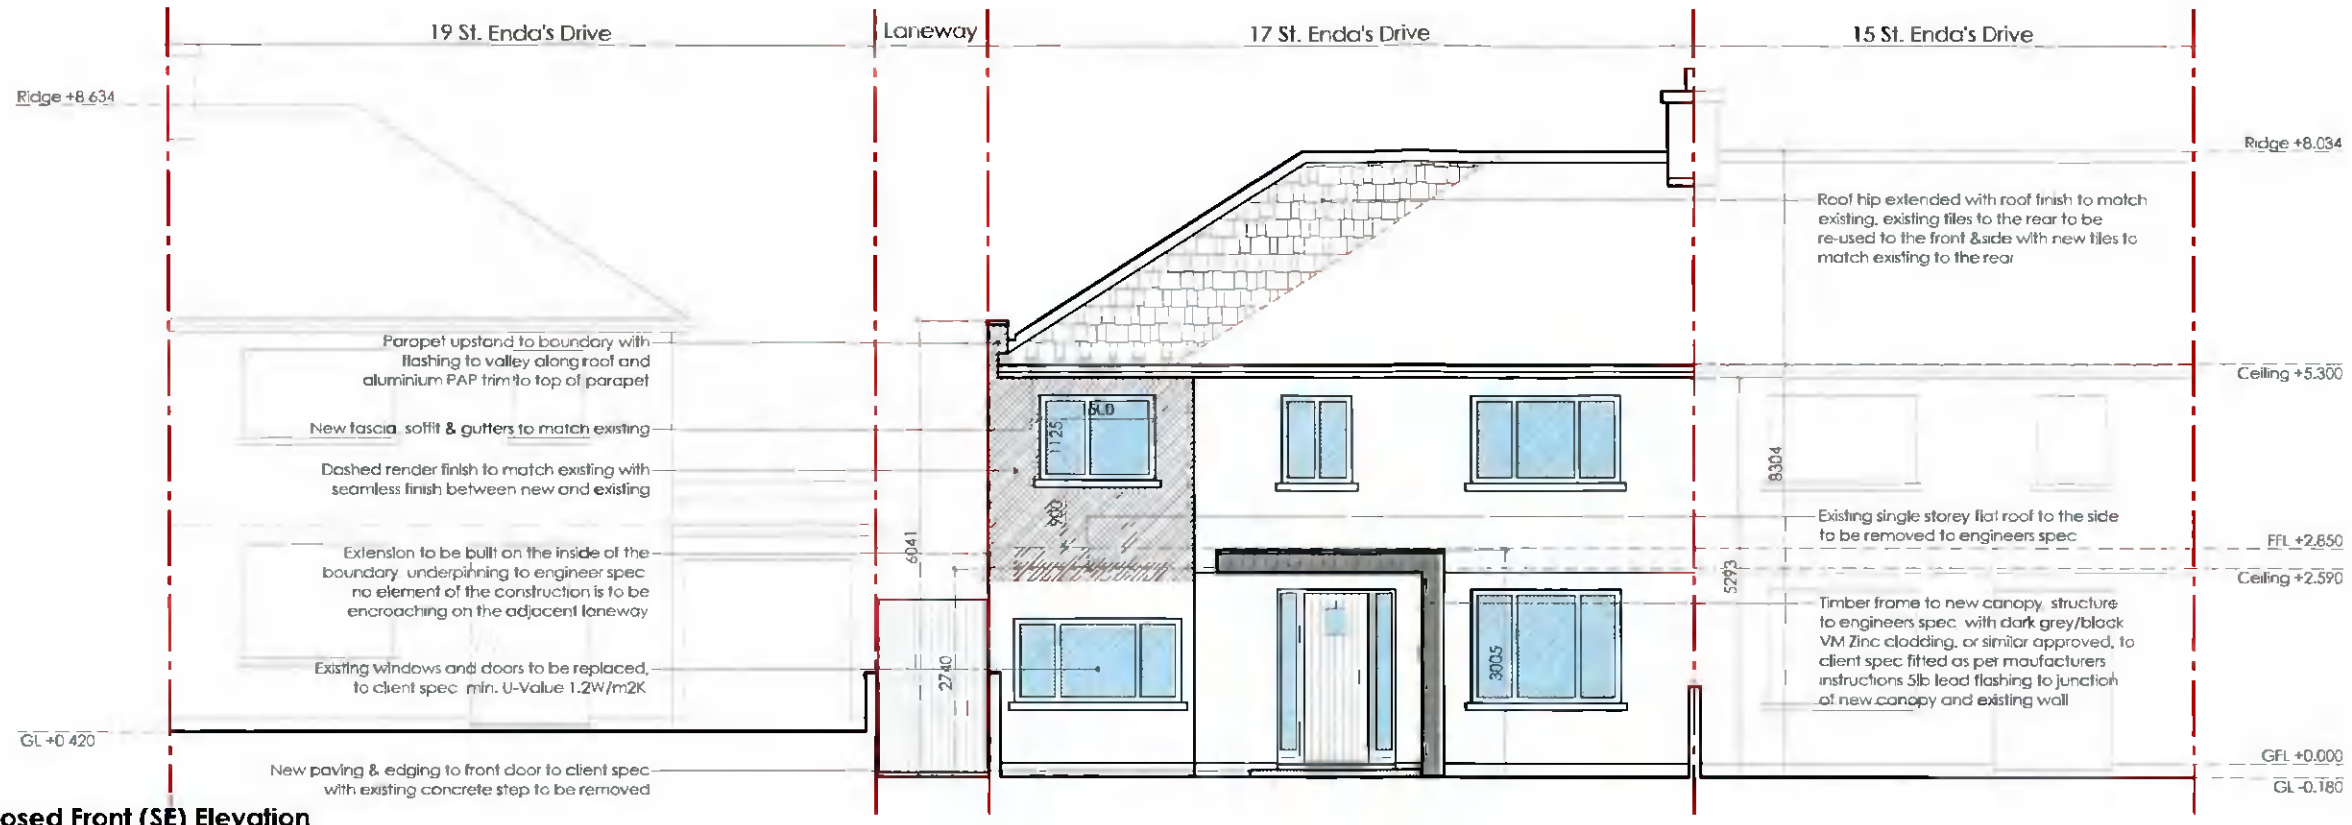 19 St. Enda's Drive
Laneway
17 St. Enda's Drive
15 St. Enda's Drive
Ridge +8.634
Ridge +8.034
Roof hip extended with roof finish to match
existing, existing tiles to the rear to be
re-used to the front &side with new tiles to
match existing to the rear
Parapet upstand to boundary with
flashing to valley along roof and
aluminium PAP trim to top of parapet
Ceiling +5.300
New fascia soffit & gutters to match existing
1125
900
8304
Dashed render finish to match existing with
seamless finish between new and existing
Existing single storey flat roof to the side
to be removed to engineers spec
FFL +2.850
Extension to be built on the inside of the
boundary underpinning to engineer spec
no element of the construction is to be
encroaching on the adjacent laneway
6041
5293
Ceiling +2.590
Timber frame to new canopy structure
to engineers spec with dark grey/black
VM Zinc cladding, or similar approved, to
client spec fitted as per maufacturers
instructions 5lb lead flashing to junction
of new canopy and existing wall
Existing windows and doors to be replaced,
to client spec min. U-Value 1.2W/m2K
2740
3005
GL +0 420
GFL +0.000
GL -0.180
New paving & edging to front door to client spec
with existing concrete step to be removed
osed Front (SE) Elevation